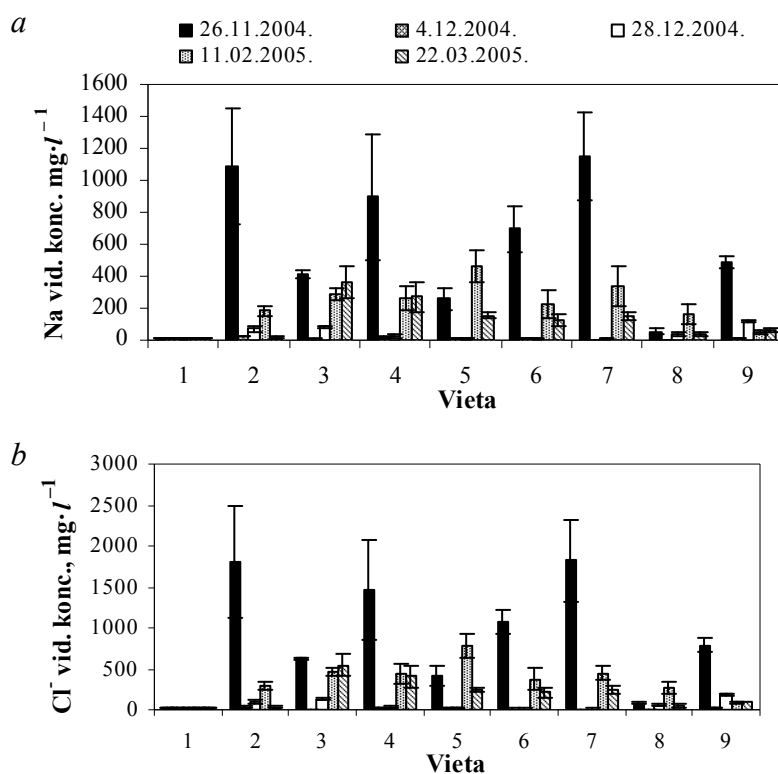 a
26.11.2004. 4.12.2004. 28.12.2004.
11.02.2005. 22.03.2005.
Na vid. konc. mg·l⁻¹
1600
1400
1200
1000
800
600
400
200
0
1 2 3 4 5 6 7 8 9
Vieta
b
Cl⁻ vid. konc., mg·l⁻¹
3000
2500
2000
1500
1000
500
0
1 2 3 4 5 6 7 8 9
Vieta